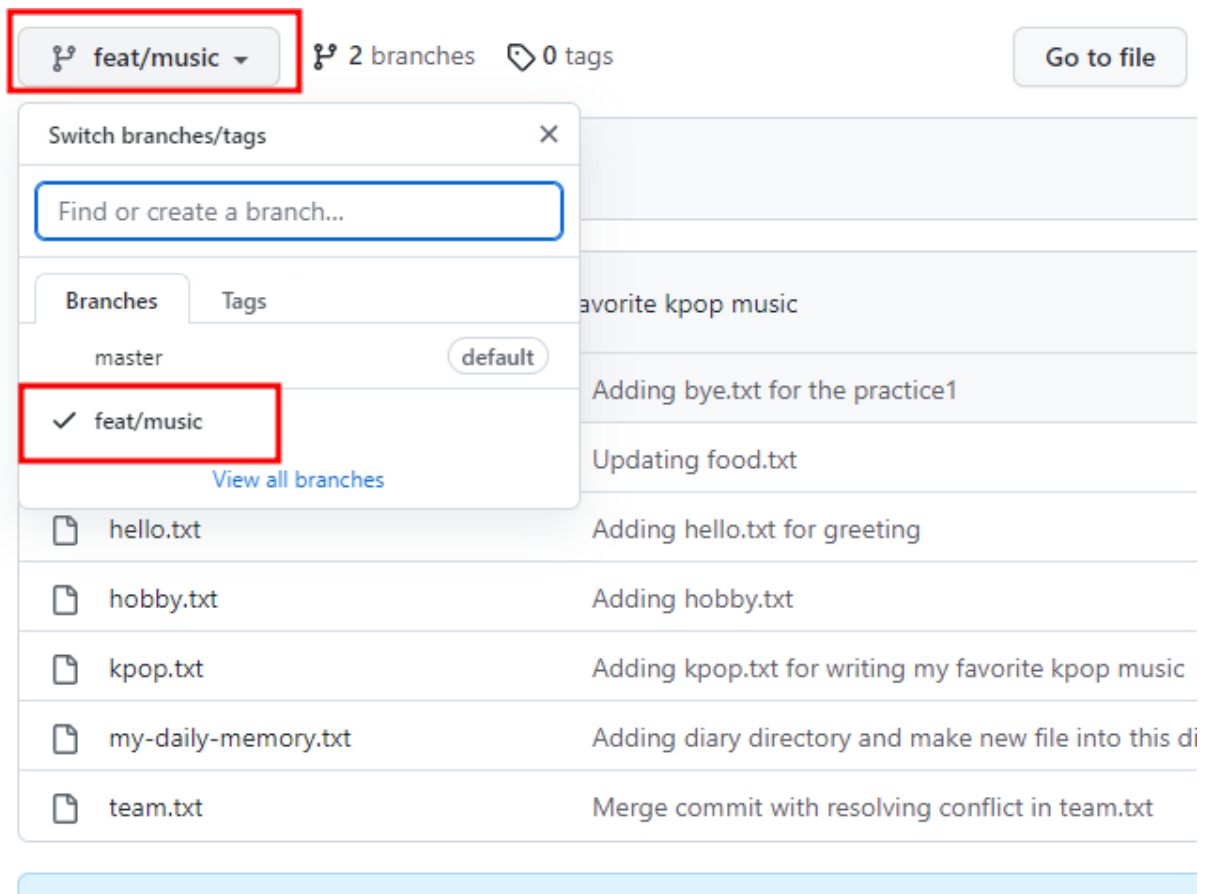 feat/music 2 branches 0 tags Go to file
Switch branches/tags
Find or create a branch...
Branches Tags
kpop music
master default
Adding bye.txt for the practice1
feat/music
Updating food.txt
View all branches
hello.txt Adding hello.txt for greeting
hobby.txt Adding hobby.txt
kpop.txt Adding kpop.txt for writing my favorite kpop music
my-daily-memory.txt Adding diary directory and make new file into this
team.txt Merge commit with resolving conflict in team.txt